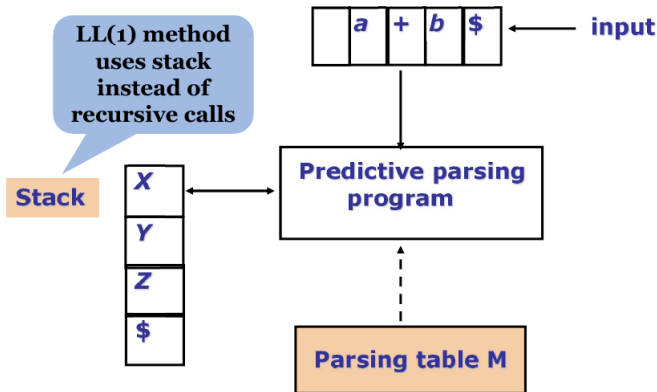 LL(1) method
uses stack
instead of
recursive calls
a + b $
input
Predictive parsing
program
Stack
X
Y
Z
$
Parsing table M